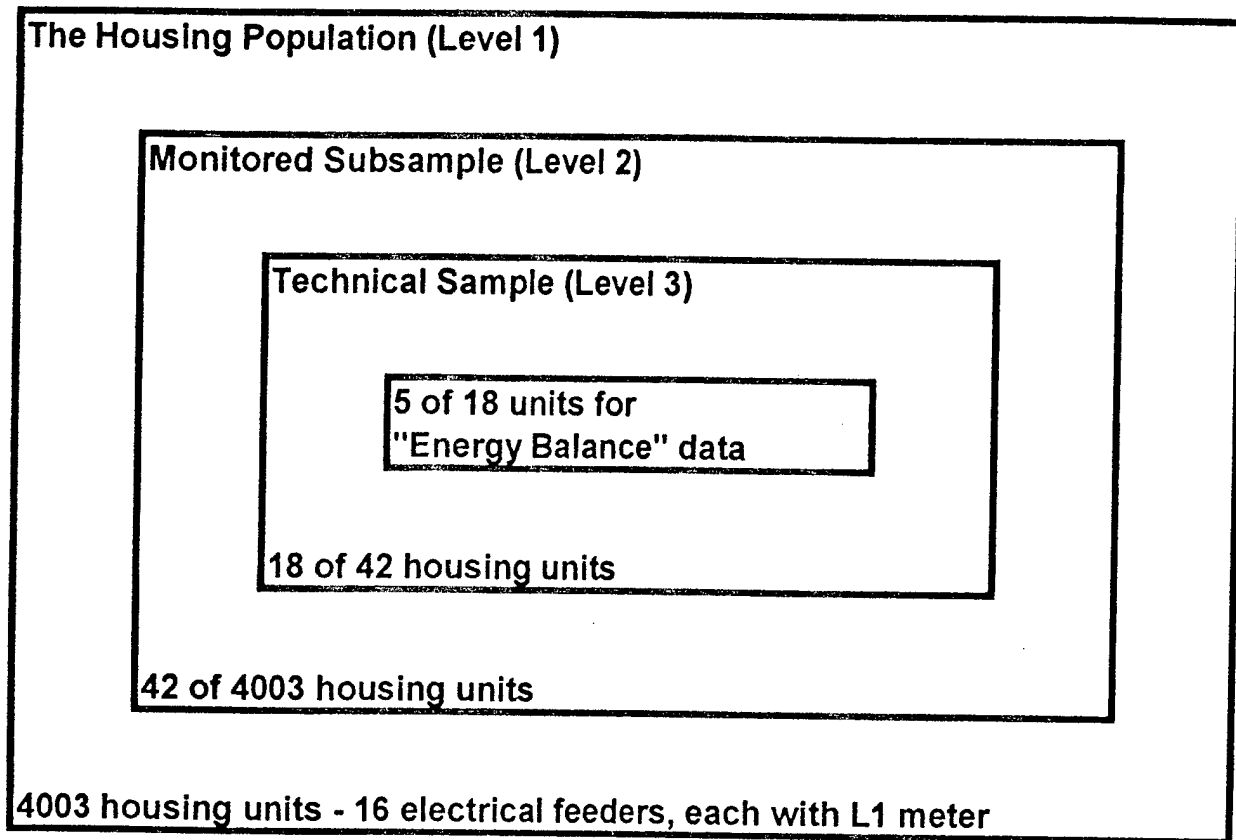 The Housing Population (Level 1)
Monitored Subsample (Level 2)
Technical Sample (Level 3)
5 of 18 units for
"Energy Balance" data
18 of 42 housing units
42 of 4003 housing units
4003 housing units - 16 electrical feeders, each with L1 meter